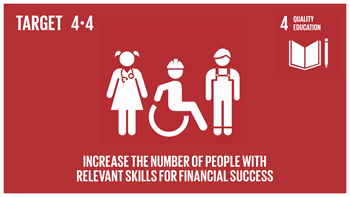 TARGET 4·4
4 QUALITY
EDUCATION
INCREASE THE NUMBER OF PEOPLE WITH
RELEVANT SKILLS FOR FINANCIAL SUCCESS